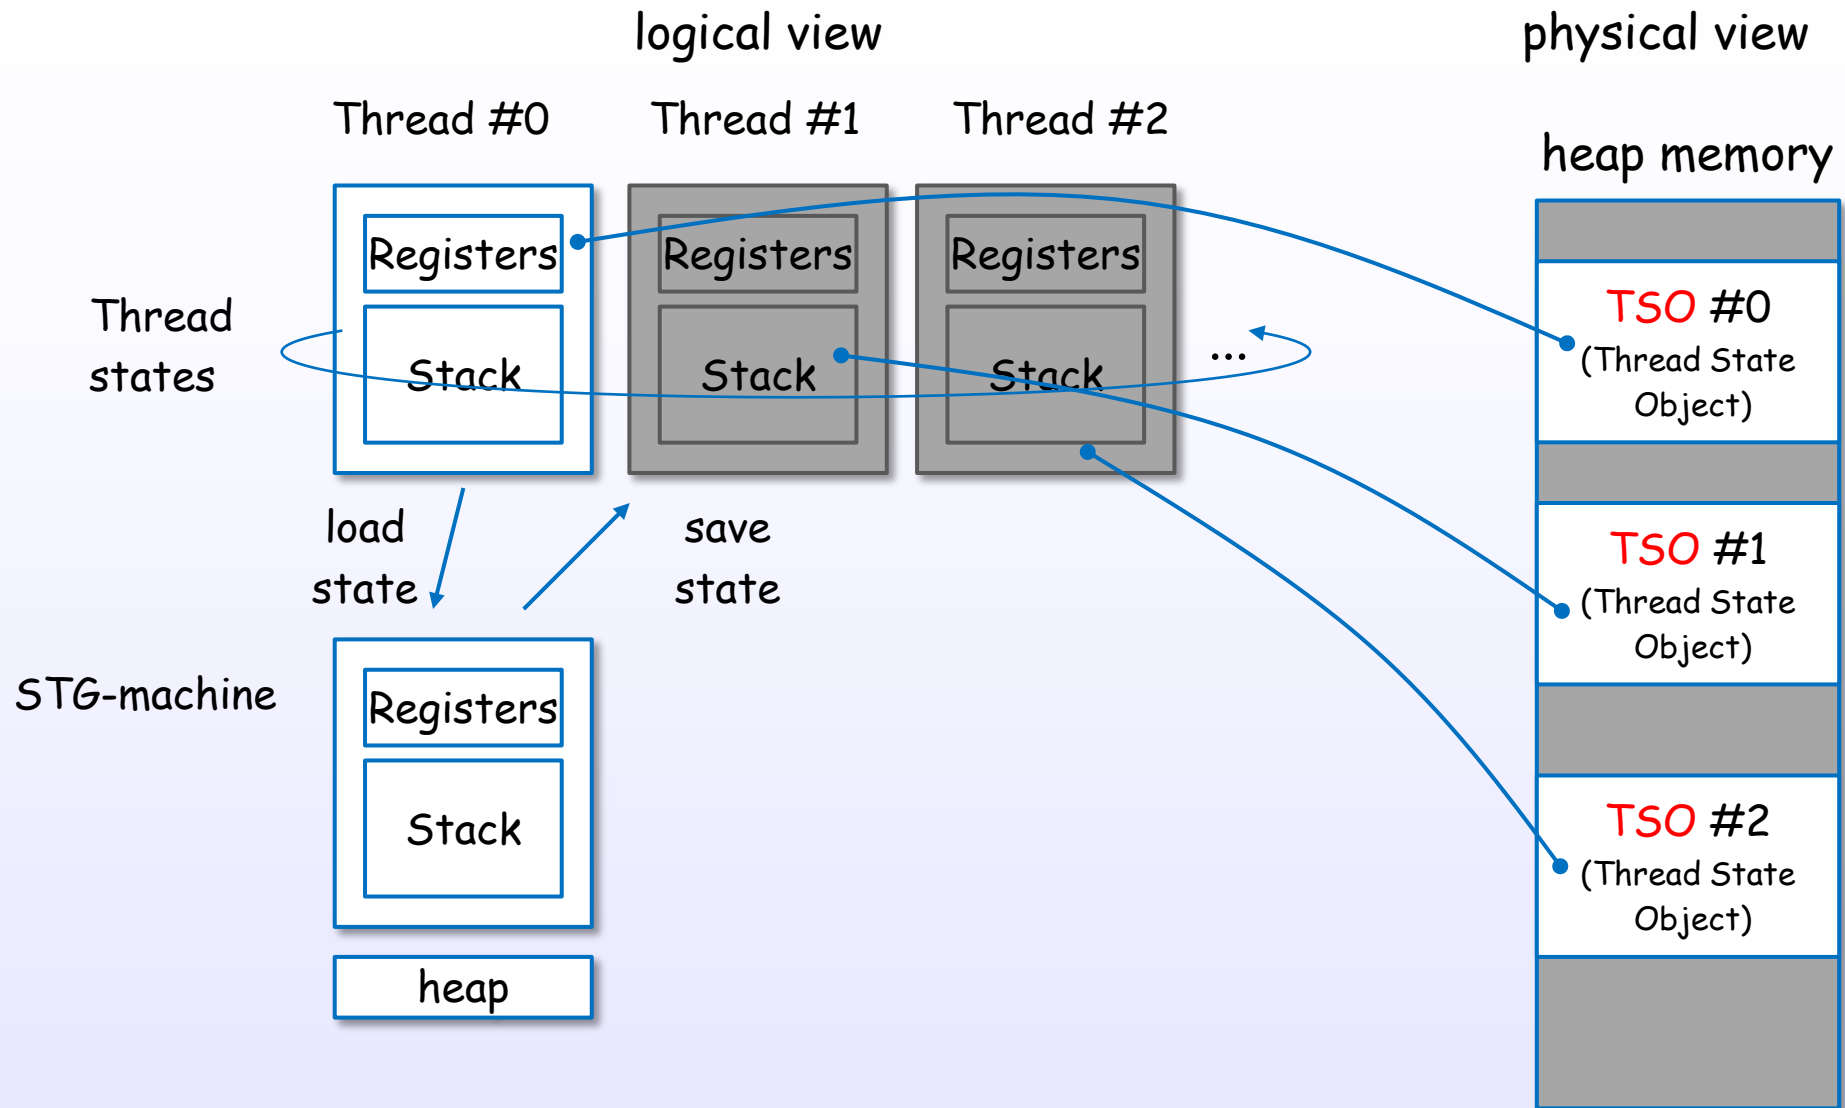 logical view
physical view
Thread #0
Thread #1
Thread #2
heap memory
Registers
Registers
Registers
Thread
states
Stack
Stack
Stack
...
TSO #0
(Thread State
Object)
load
state
save
state
TSO #1
(Thread State
Object)
STG-machine
Registers
Stack
TSO #2
(Thread State
Object)
heap